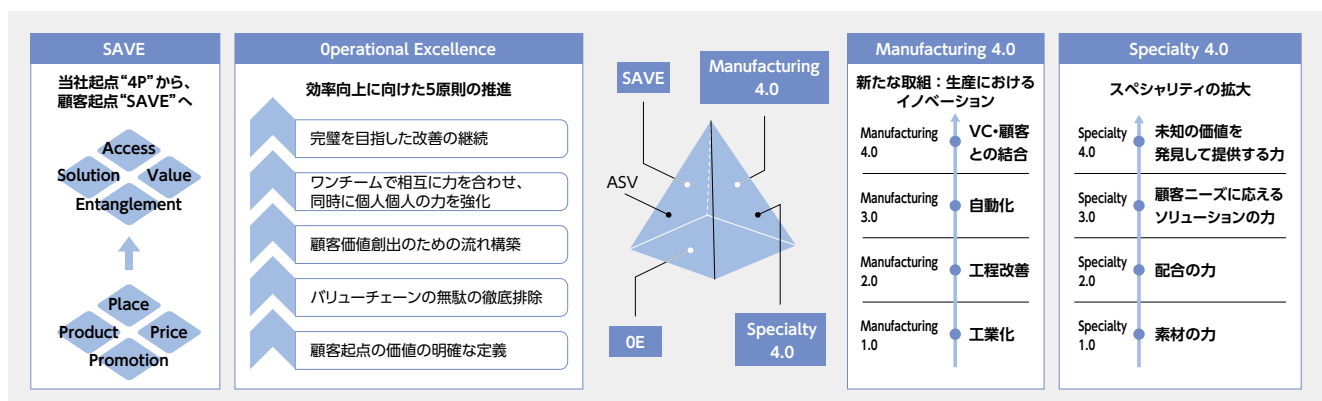 SAVE
当社起点“4P”から、
顧客起点“SAVE”へ
Access
Solution
Value
Entanglement
Place
Product
Price
Promotion
0perational Excellence
効率向上に向けた5原則の推進
完璧を目指した改善の継続
ワンチームで相互に力を合わせ、
同時に個人個人の力を強化
顧客価値創出のための流れ構築
バリューチェーンの無駄の徹底排除
顧客起点の価値の明確な定義
SAVE
Manufacturing
4.0
ASV
0E
Specialty
4.0
Manufacturing 4.0
新たな取組：生産における
イノベーション
Manufacturing
4.0
VC・顧客
との結合
Manufacturing
3.0
自動化
Manufacturing
2.0
工程改善
Manufacturing
1.0
工業化
Specialty 4.0
スペシャリティの拡大
Specialty
4.0
未知の価値を
発見して提供する力
Specialty
3.0
顧客ニーズに応える
ソリューションの力
Specialty
2.0
配合の力
Specialty
1.0
素材の力